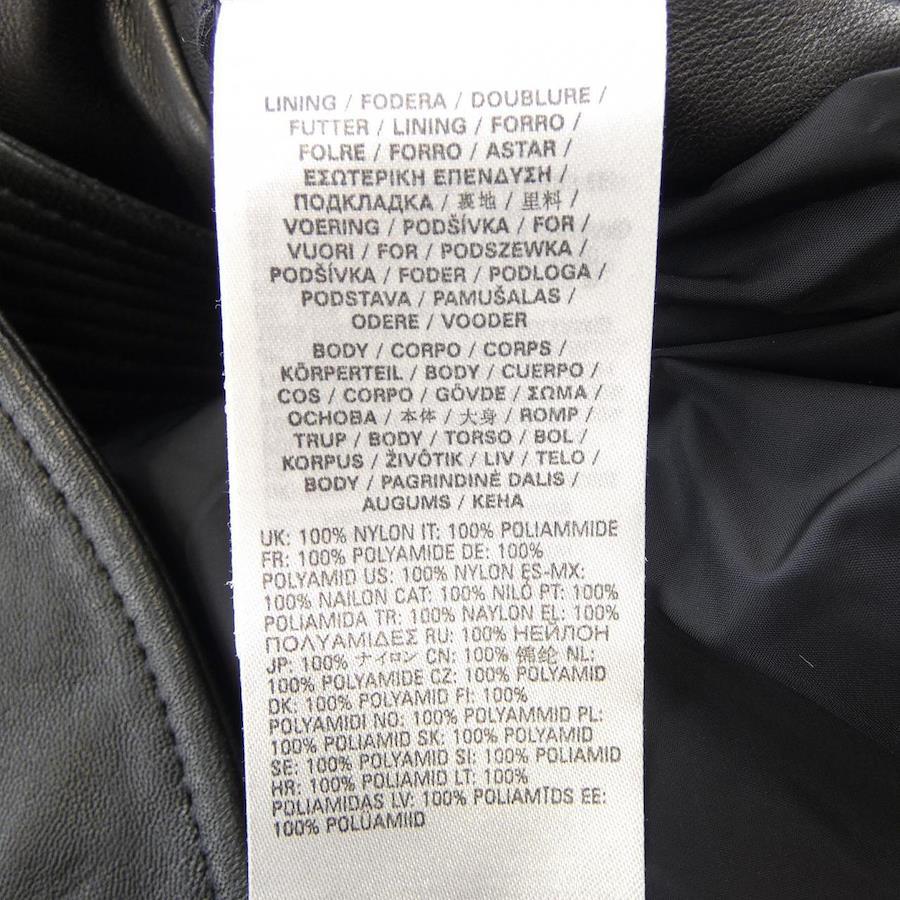 LINING / FODERA / DOUBLURE /
FUTTER / LINING / FORRO /
FOLRE / FORRO / ASTAR /
ΕΣΩΤΕΡΙΚΗ ΕΠΕΝΔΥΣΗ /
ПОДКЛАДКА / 裏地 / 里料 /
VOERING / PODŠÍVKA / FOR /
VUORI / FOR / PODSZEWKA /
PODŠÍVKA / FODER / PODLOGA /
PODSTAVA / PAMUŠALAS /
ODERE / VOODER
BODY / CORPO / CORPS /
KÖRPERTEIL / BODY / CUERPO /
COS / CORPO / GÖVDE / ΣΩΜΑ /
ОСНОВА / 本体 / 大身 / ROMP /
TRUP / BODY / TORSO / BOL /
KORPUS / ŽIVÔTIK / LIV / TELO /
BODY / PAGRINDINĖ DALIS /
AUGUMS / KEHA
UK: 100% NYLON IT: 100% POLIAMMIDE
FR: 100% POLYAMIDE DE: 100%
POLYAMID US: 100% NYLON ES-MX:
100% NAILON CAT: 100% NILÓ PT: 100%
POLIAMIDA TR: 100% NAYLON EL: 100%
ΠΟΛΥΑΜΙΔΕΣ RU: 100% НЕЙЛОН
JP: 100% ナイロン CN: 100% 锦纶 NL:
100% POLYAMIDE CZ: 100% POLYAMID
DK: 100% POLYAMID FI: 100%
POLYAMIDI NO: 100% POLYAMMID PL:
100% POLIAMID SK: 100% POLYAMID
SE: 100% POLYAMID SI: 100% POLIAMID
HR: 100% POLIAMID LT: 100%
POLIAMIDAS LV: 100% POLIAMĪDS EE:
100% POLUAMIID